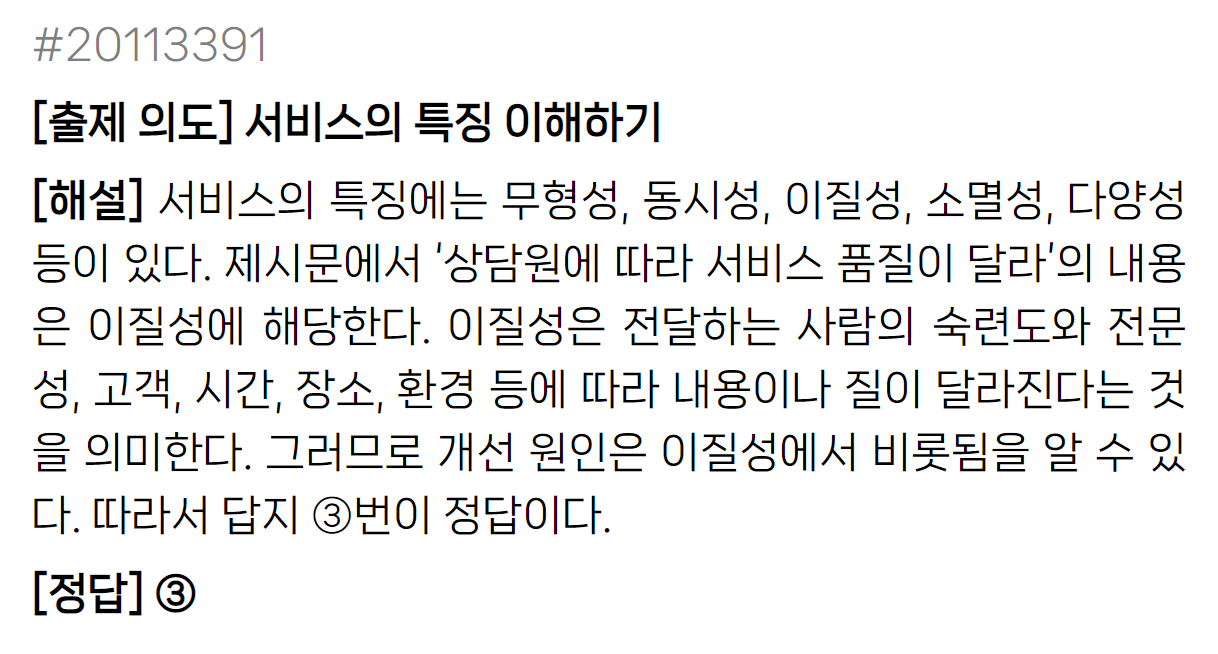 #20113391
[출제 의도] 서비스의 특징 이해하기
[해설] 서비스의 특징에는 무형성, 동시성, 이질성, 소멸성, 다양성
등이 있다. 제시문에서 ‘상담원에 따라 서비스 품질이 달라’의 내용
은 이질성에 해당한다. 이질성은 전달하는 사람의 숙련도와 전문
성, 고객, 시간, 장소, 환경 등에 따라 내용이나 질이 달라진다는 것
을 의미한다. 그러므로 개선 원인은 이질성에서 비롯됨을 알 수 있
다. 따라서 답지 ③번이 정답이다.
[정답] ③